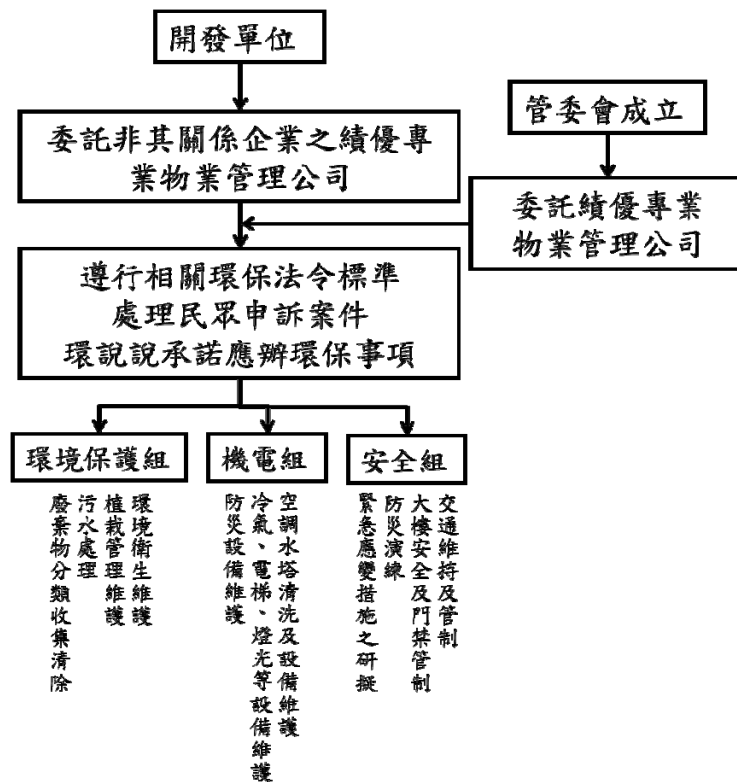 開發單位
委託非其關係企業之績優專
業物業管理公司
管委會成立
委託績優專業
物業管理公司
遵行相關環保法令標準
處理民眾申訴案件
環說說承諾應辦環保事項
環境保護組
環境衛生維護
植栽管理維護
污水處理
廢棄物分類收集清除
機電組
空調水塔清洗及設備維護
冷氣、電梯、燈光等設備維護
防災設備維護
安全組
交通維持及管制
大樓安全及門禁管制
防災演練
緊急應變措施之研擬